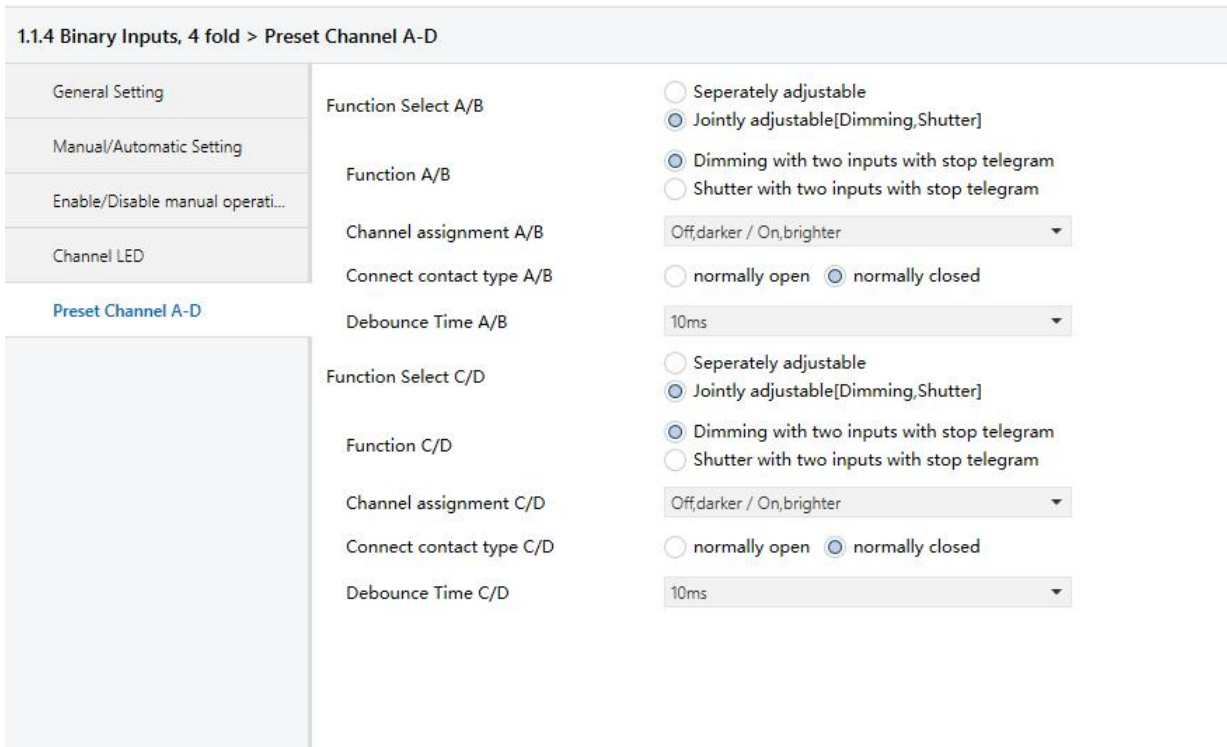 1.1.4 Binary Inputs, 4 fold > Preset Channel A-D
General Setting
Manual/Automatic Setting
Enable/Disable manual operati...
Channel LED
Preset Channel A-D
Function Select A/B
Seperately adjustable
Jointly adjustable[Dimming,Shutter]
Function A/B
Dimming with two inputs with stop telegram
Shutter with two inputs with stop telegram
Channel assignment A/B
Off,darker / On,brighter
Connect contact type A/B
normally open normally closed
Debounce Time A/B
10ms
Function Select C/D
Seperately adjustable
Jointly adjustable[Dimming,Shutter]
Function C/D
Dimming with two inputs with stop telegram
Shutter with two inputs with stop telegram
Channel assignment C/D
Off,darker / On,brighter
Connect contact type C/D
normally open normally closed
Debounce Time C/D
10ms